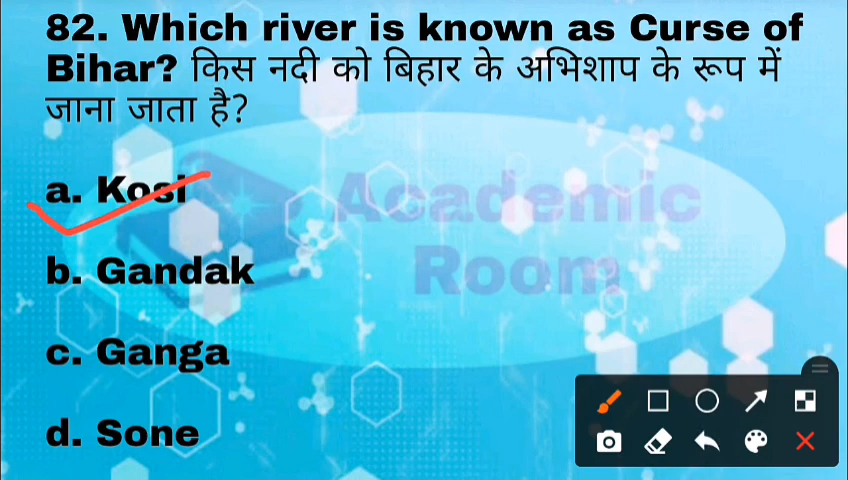 82. Which river is known as Curse of
Bihar? किस नदी को बिहार के अभिशाप के रूप में
जाना जाता है?
a. Kosi
Academic
Room
b. Gandak
c. Ganga
d. Sone